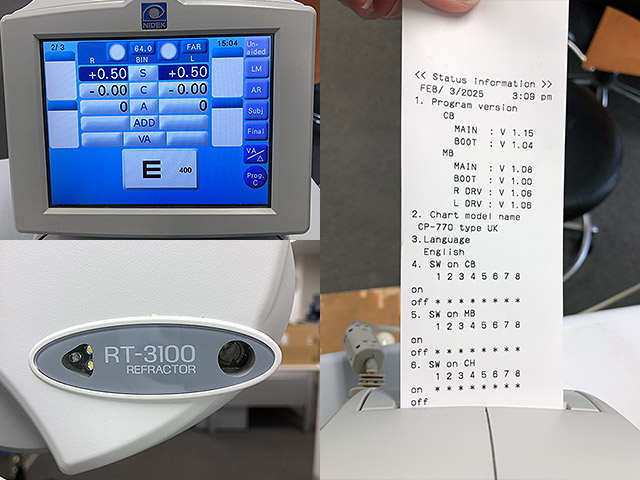 NIDEK
2/ 3
64.0
FAR
15:04
R
BIN
L
+0.50 S +0.50
-0.00 C -0.00
0 A 0
ADD
VA
E
400
Un-
aided
LM
AR
Subj
Final
VA/
Prog.
C
RT-3100
REFRACTOR
<< Status information >>
FEB/ 3/2025 3:09 pm
1. Program version
CB
MAIN : V 1.15
BOOT : V 1.04
MB
MAIN : V 1.08
BOOT : V 1.00
R DRV : V 1.06
L DRV : V 1.06
2. Chart model name
CP-770 type UK
3.Language
English
4. SW on CB
1 2 3 4 5 6 7 8
on
off * * * * * * * *
5. SW on MB
1 2 3 4 5 6 7 8
on
off * * * * * * * *
6. SW on CH
1 2 3 4 5 6 7 8
on * * * * * * * *
off